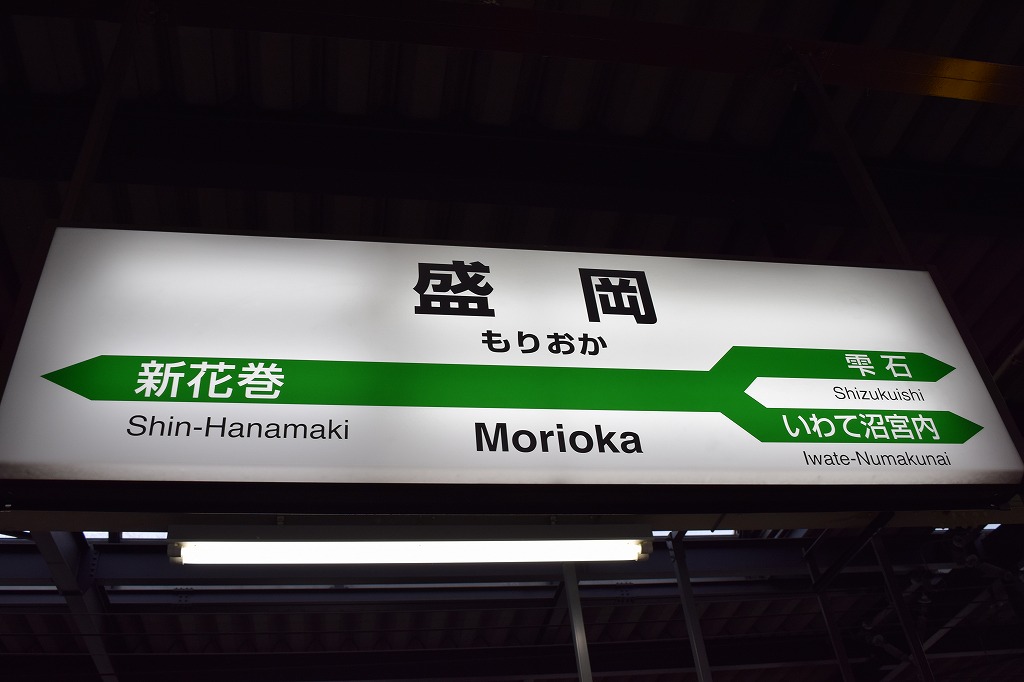 盛岡
もりおか
新花巻
Shin-Hanamaki
Morioka
雫石
Shizukuishi
いわて沼宮内
Iwate-Numakunai